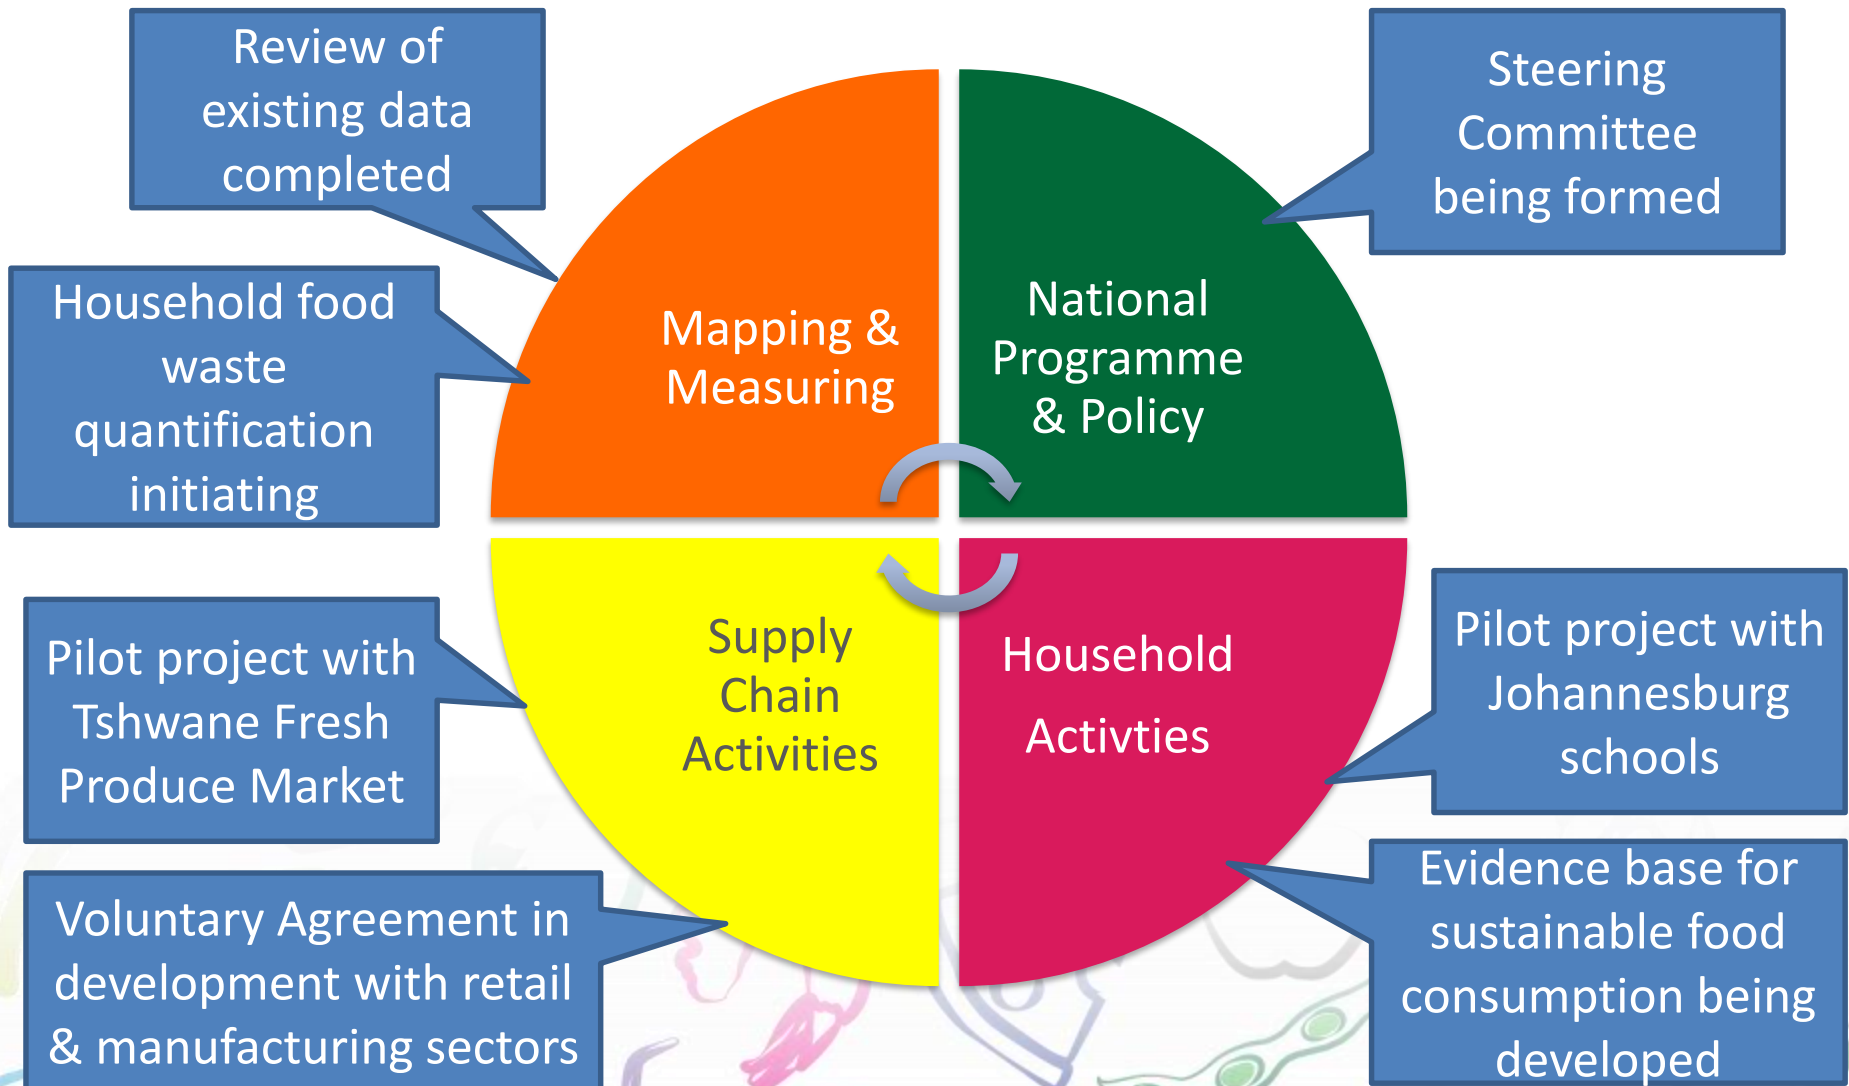 Review of
existing data
completed
Steering
Committee
being formed
Household food
waste
quantification
initiating
Mapping &
Measuring
National
Programme
& Policy
Pilot project with
Tshwane Fresh
Produce Market
Supply
Chain
Activities
Household
Activties
Pilot project with
Johannesburg
schools
Voluntary Agreement in
development with retail
& manufacturing sectors
Evidence base for
sustainable food
consumption being
developed